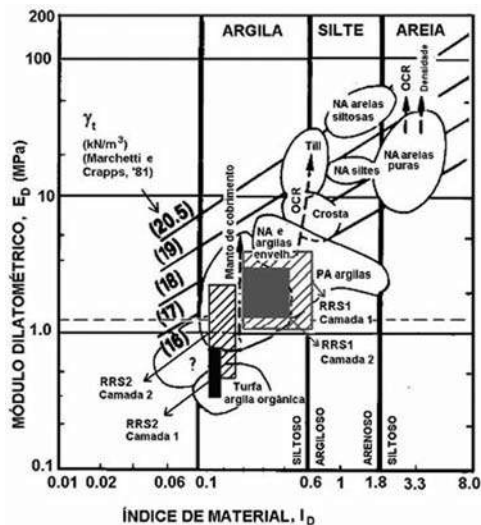 ARGILA SILTE AREIA
200
100
10
1.0
0.1
MÓDULO DILATOMÉTRICO, E_D (MPa)
γt
(kN/m³)
(Marchetti e
Crapps, '81)
(20.5)
(19)
(18)
(17)
(16)
Manto de cobrimento
NA e
argilas
envelh.
OCR
Till
Crosta
NA areias
siltosas
NA siltes
OCR
Densidade
NA areias
puras
PA argilas
RRS1
Camada 1
RRS1
Camada 2
?
RRS2
Camada 2
RRS2
Camada 1
Turfa
argila orgânica
SILTOSO
ARGILOSO
ARENOSO
SILTOSO
0.01 0.02 0.06 0.1 0.6 1 1.8 3.3 8.0
ÍNDICE DE MATERIAL, I_D